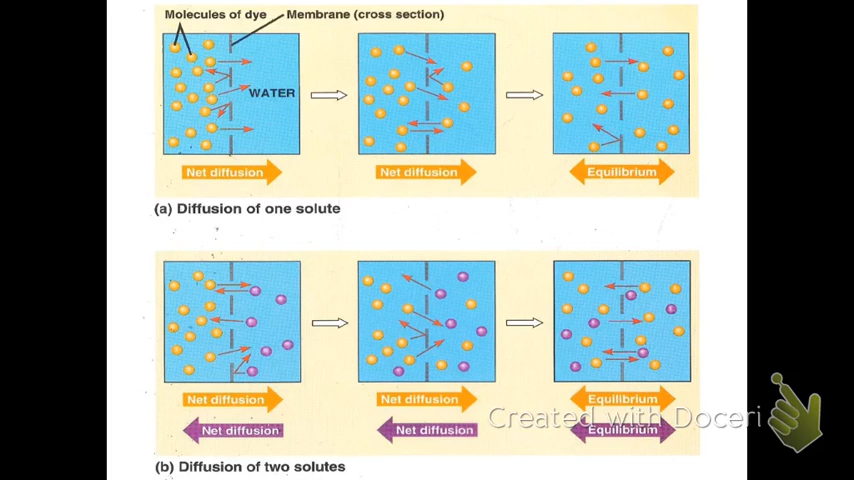 Molecules of dye
Membrane (cross section)
WATER
Net diffusion
Net diffusion
Equilibrium
(a) Diffusion of one solute
Net diffusion
Net diffusion
Equilibrium
Net diffusion
Net diffusion
Equilibrium
Created with Doceri
(b) Diffusion of two solutes